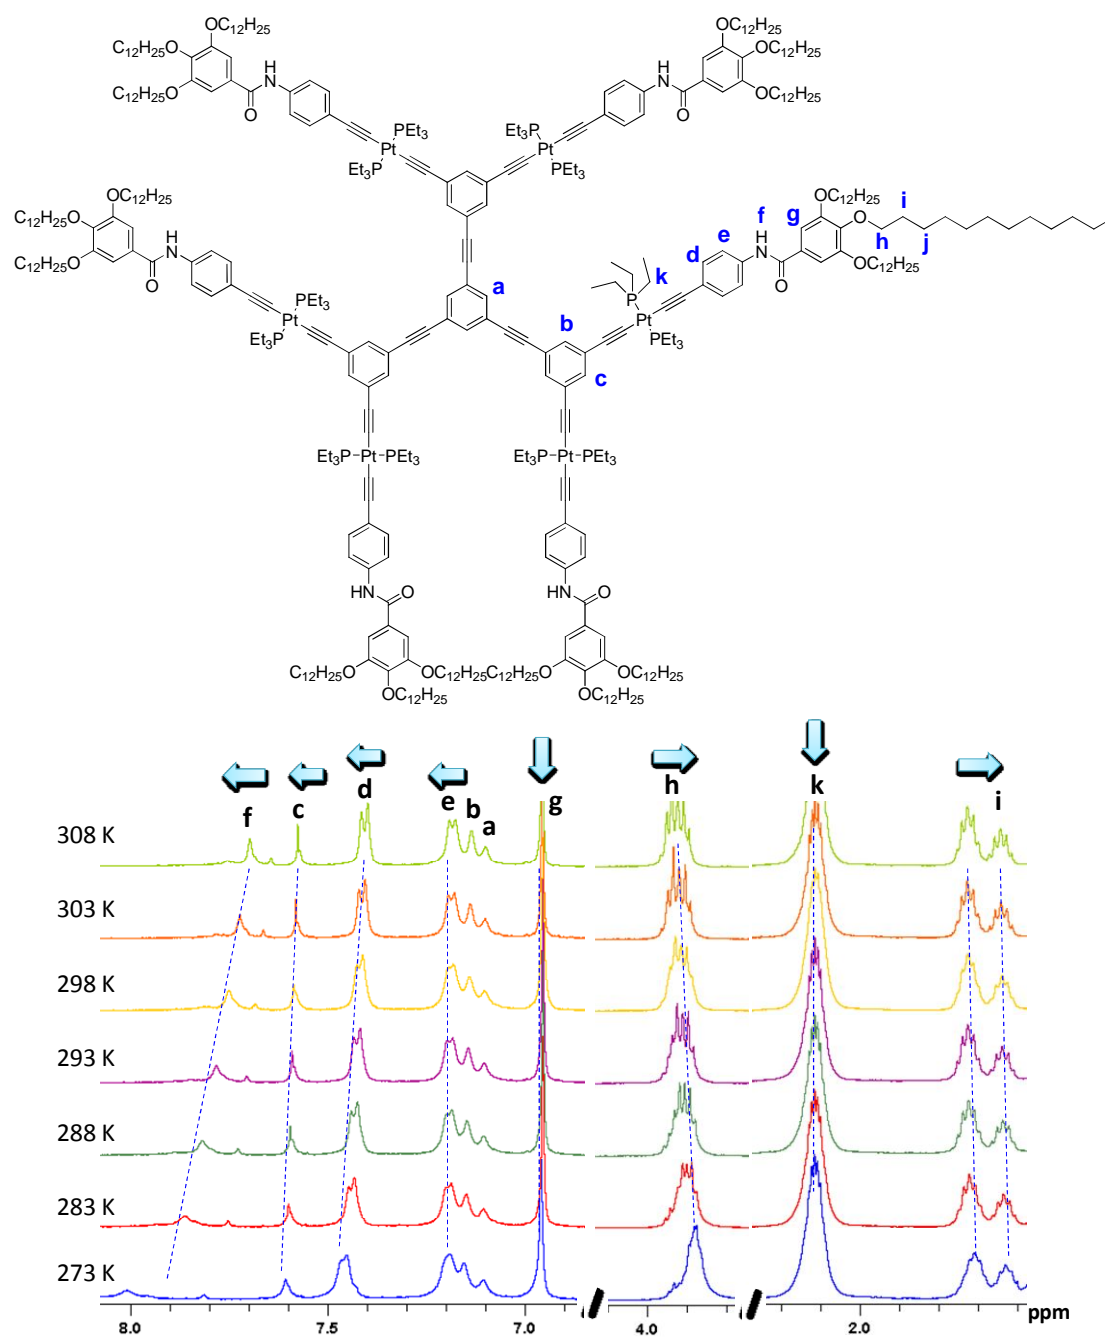 OC12H25
OC12H25
C12H25O
OC12H25
C12H25O
OC12H25
H
N
O
H
N
O
PEt3
Pt
Et3P
Et3P
Pt
PEt3
OC12H25
C12H25O
C12H25O
H
N
O
PEt3
Pt
Et3P
OC12H25
i
f
H
N
g
O
h
j
e
d
O
OC12H25
k
P
Pt
PEt3
a
b
c
Et3P-Pt-PEt3
Et3P-Pt-PEt3
HN
O
HN
O
C12H25O
OC12H25
C12H25O
OC12H25
OC12H25
OC12H25
f
c
d
e
b
a
g
h
k
i
308 K
303 K
298 K
293 K
288 K
283 K
273 K
8.0
7.5
7.0
4.0
2.0
ppm